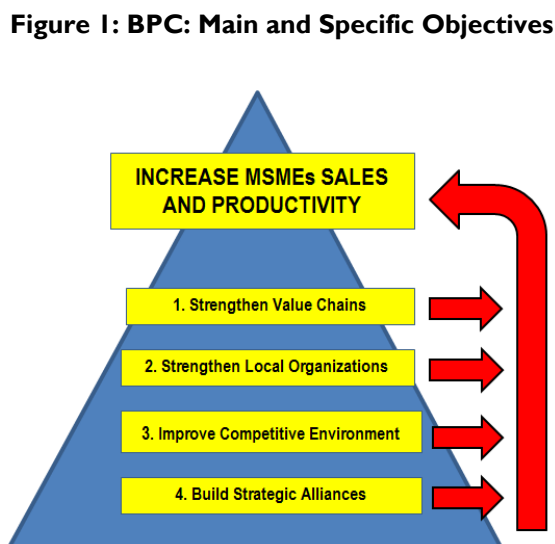 Figure 1: BPC: Main and Specific Objectives
INCREASE MSMEs SALES
AND PRODUCTIVITY
1. Strengthen Value Chains
2. Strengthen Local Organizations
3. Improve Competitive Environment
4. Build Strategic Alliances